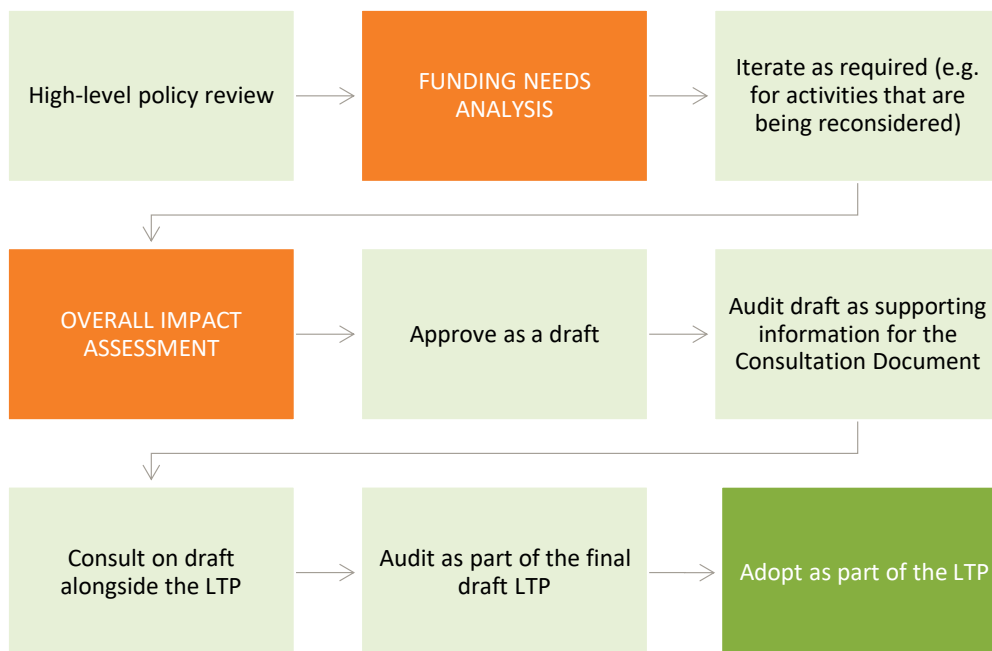 High-level policy review
FUNDING NEEDS
ANALYSIS
Iterate as required (e.g.
for activities that are
being reconsidered)
OVERALL IMPACT
ASSESSMENT
Approve as a draft
Audit draft as supporting
information for the
Consultation Document
Consult on draft
alongside the LTP
Audit as part of the final
draft LTP
Adopt as part of the LTP